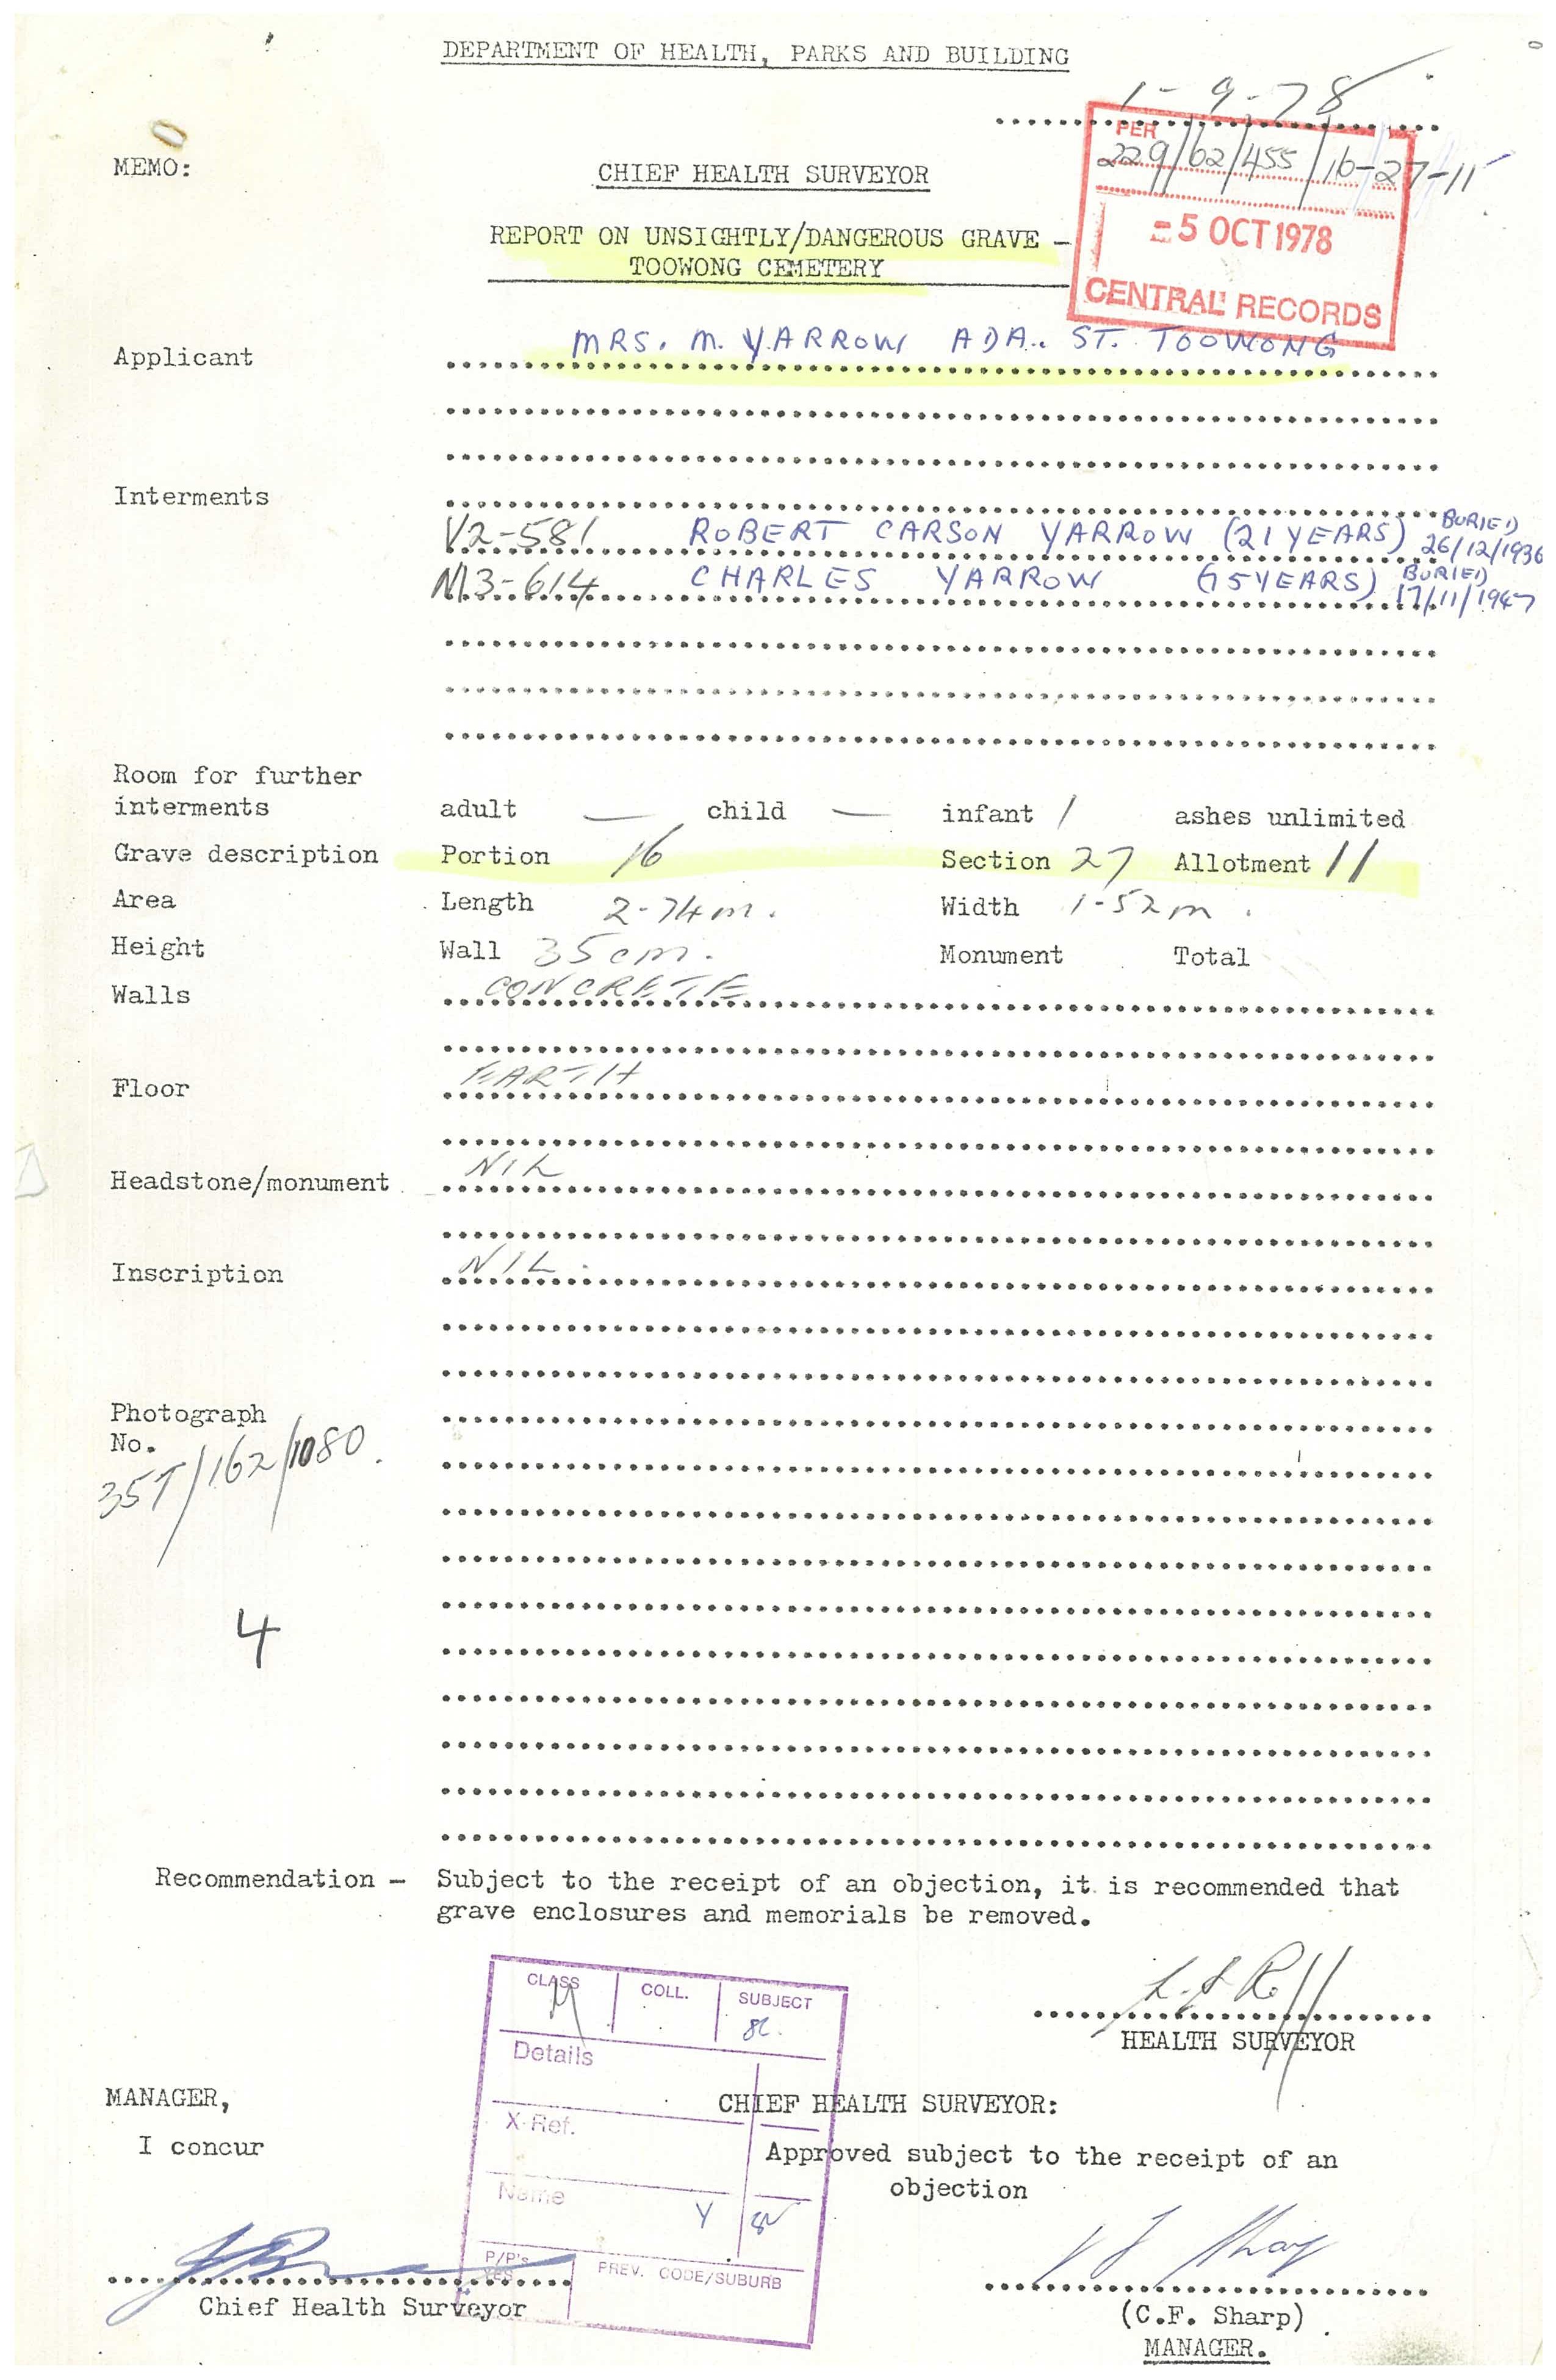 DEPARTMENT OF HEALTH, PARKS AND BUILDING
1-9-78
PER
229/02/455/16-27-11
MEMO:
CHIEF HEALTH SURVEYOR
5 OCT 1978
REPORT ON UNSIGHTLY/DANGEROUS GRAVE –
TOOWONG CEMETERY
CENTRAL RECORDS
Applicant MRS. M. YARROW ADA. ST. TOOWONG
Interments
V2-581 ROBERT CARSON YARROW (21 YEARS) BURIED 26/12/1936
N13-614 CHARLES YARROW (75 YEARS) BURIED 17/11/1947
Room for further
interments adult — child — infant 1 ashes unlimited
Grave description Portion 16 Section 27 Allotment 11
Area Length 2-74m. Width 1-52m.
Height Wall 35cm. Monument Total
Walls CONCRETE
Floor EARTH
Headstone/monument NIL
Inscription NIL.
Photograph
No.
35T/162/1080.
4
Recommendation – Subject to the receipt of an objection, it is recommended that
grave enclosures and memorials be removed.
CLASS COLL. SUBJECT
HEALTH SURVEYOR
Details
MANAGER,
CHIEF HEALTH SURVEYOR:
X-Ref.
I concur
Approved subject to the receipt of an
objection
Name Y
P/P's
YES
PREV. CODE/SUBURB
Chief Health Surveyor
(C.F. Sharp)
MANAGER.